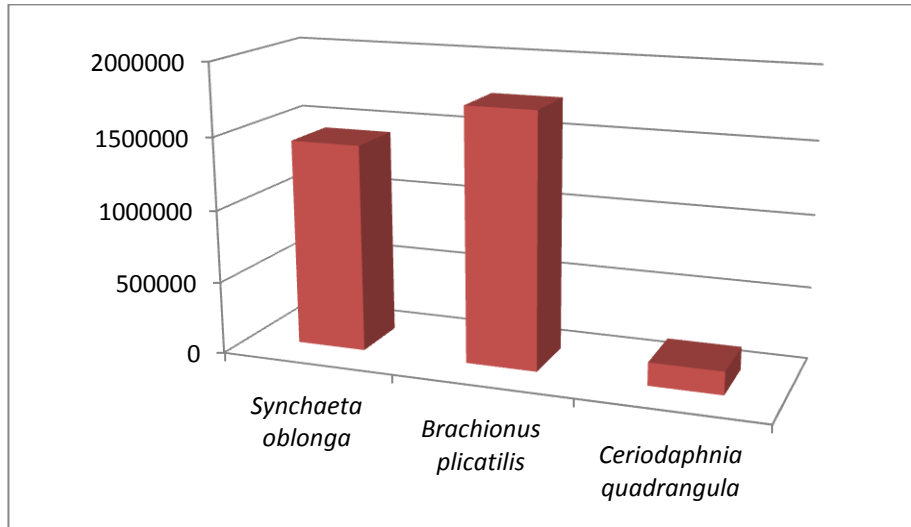 2000000
1500000
1000000
500000
0
Synchaeta
oblonga
Brachionus
plicatilis
Ceriodaphnia
quadrangula